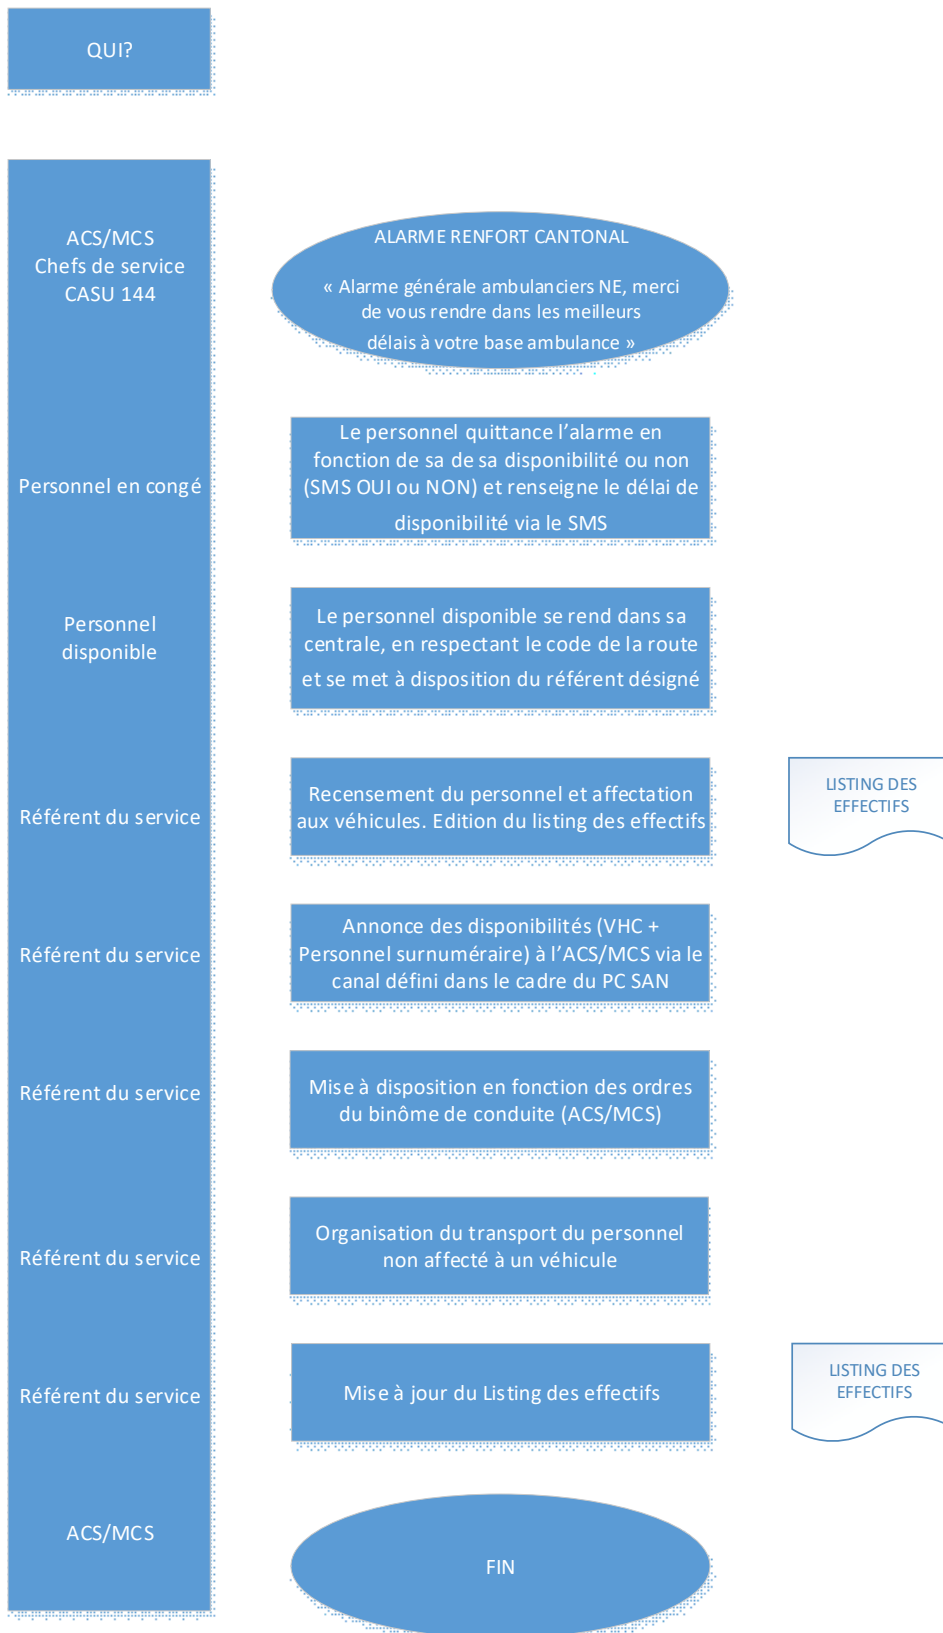 QUI?
ACS/MCS
Chefs de service
CASU 144
ALARME RENFORT CANTONAL
« Alarme générale ambulanciers NE, merci
de vous rendre dans les meilleurs
délais à votre base ambulance »
Personnel en congé
Le personnel quittance l’alarme en
fonction de sa de sa disponibilité ou non
(SMS OUI ou NON) et renseigne le délai de
disponibilité via le SMS
Personnel
disponible
Le personnel disponible se rend dans sa
centrale, en respectant le code de la route
et se met à disposition du référent désigné
Référent du service
Recensement du personnel et affectation
aux véhicules. Edition du listing des effectifs
LISTING DES
EFFECTIFS
Référent du service
Annonce des disponibilités (VHC +
Personnel surnuméraire) à l’ACS/MCS via le
canal défini dans le cadre du PC SAN
Référent du service
Mise à disposition en fonction des ordres
du binôme de conduite (ACS/MCS)
Référent du service
Organisation du transport du personnel
non affecté à un véhicule
Référent du service
Mise à jour du Listing des effectifs
LISTING DES
EFFECTIFS
ACS/MCS
FIN